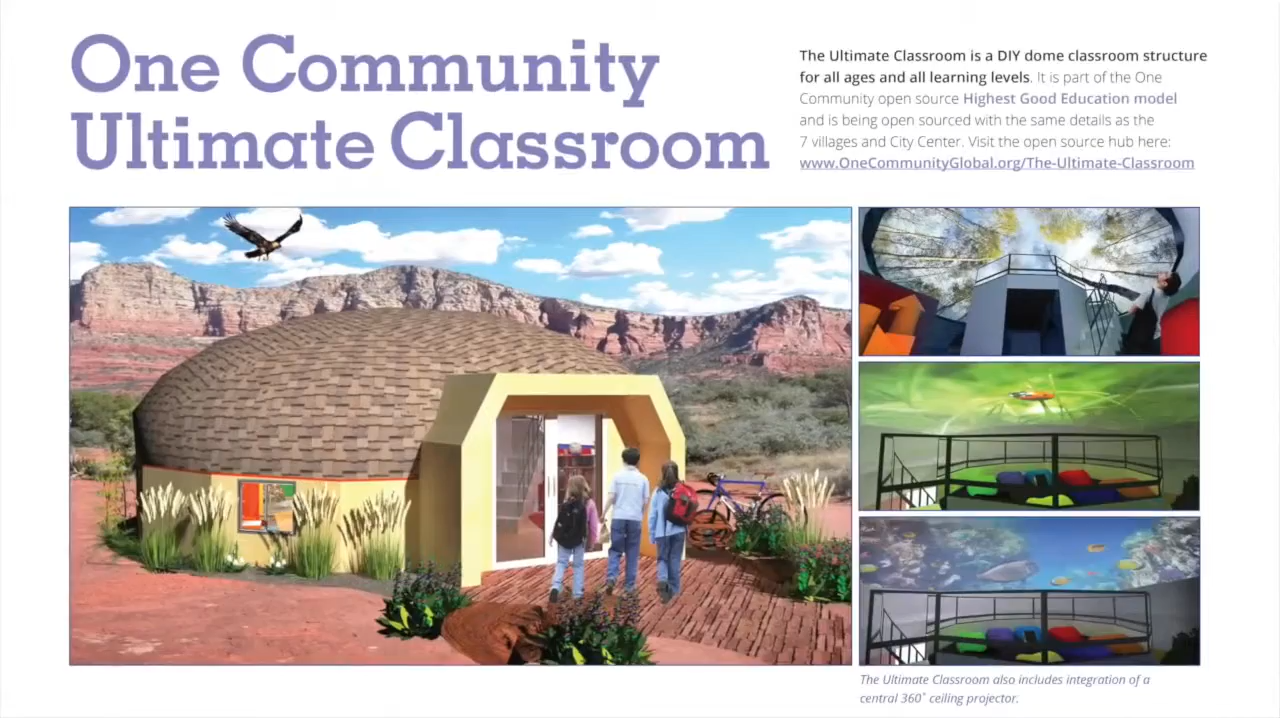 One Community
Ultimate Classroom
The Ultimate Classroom is a DIY dome classroom structure
for all ages and all learning levels. It is part of the One
Community open source Highest Good Education model
and is being open sourced with the same details as the
7 villages and City Center. Visit the open source hub here:
www.OneCommunityGlobal.org/The-Ultimate-Classroom
The Ultimate Classroom also includes integration of a
central 360˚ ceiling projector.